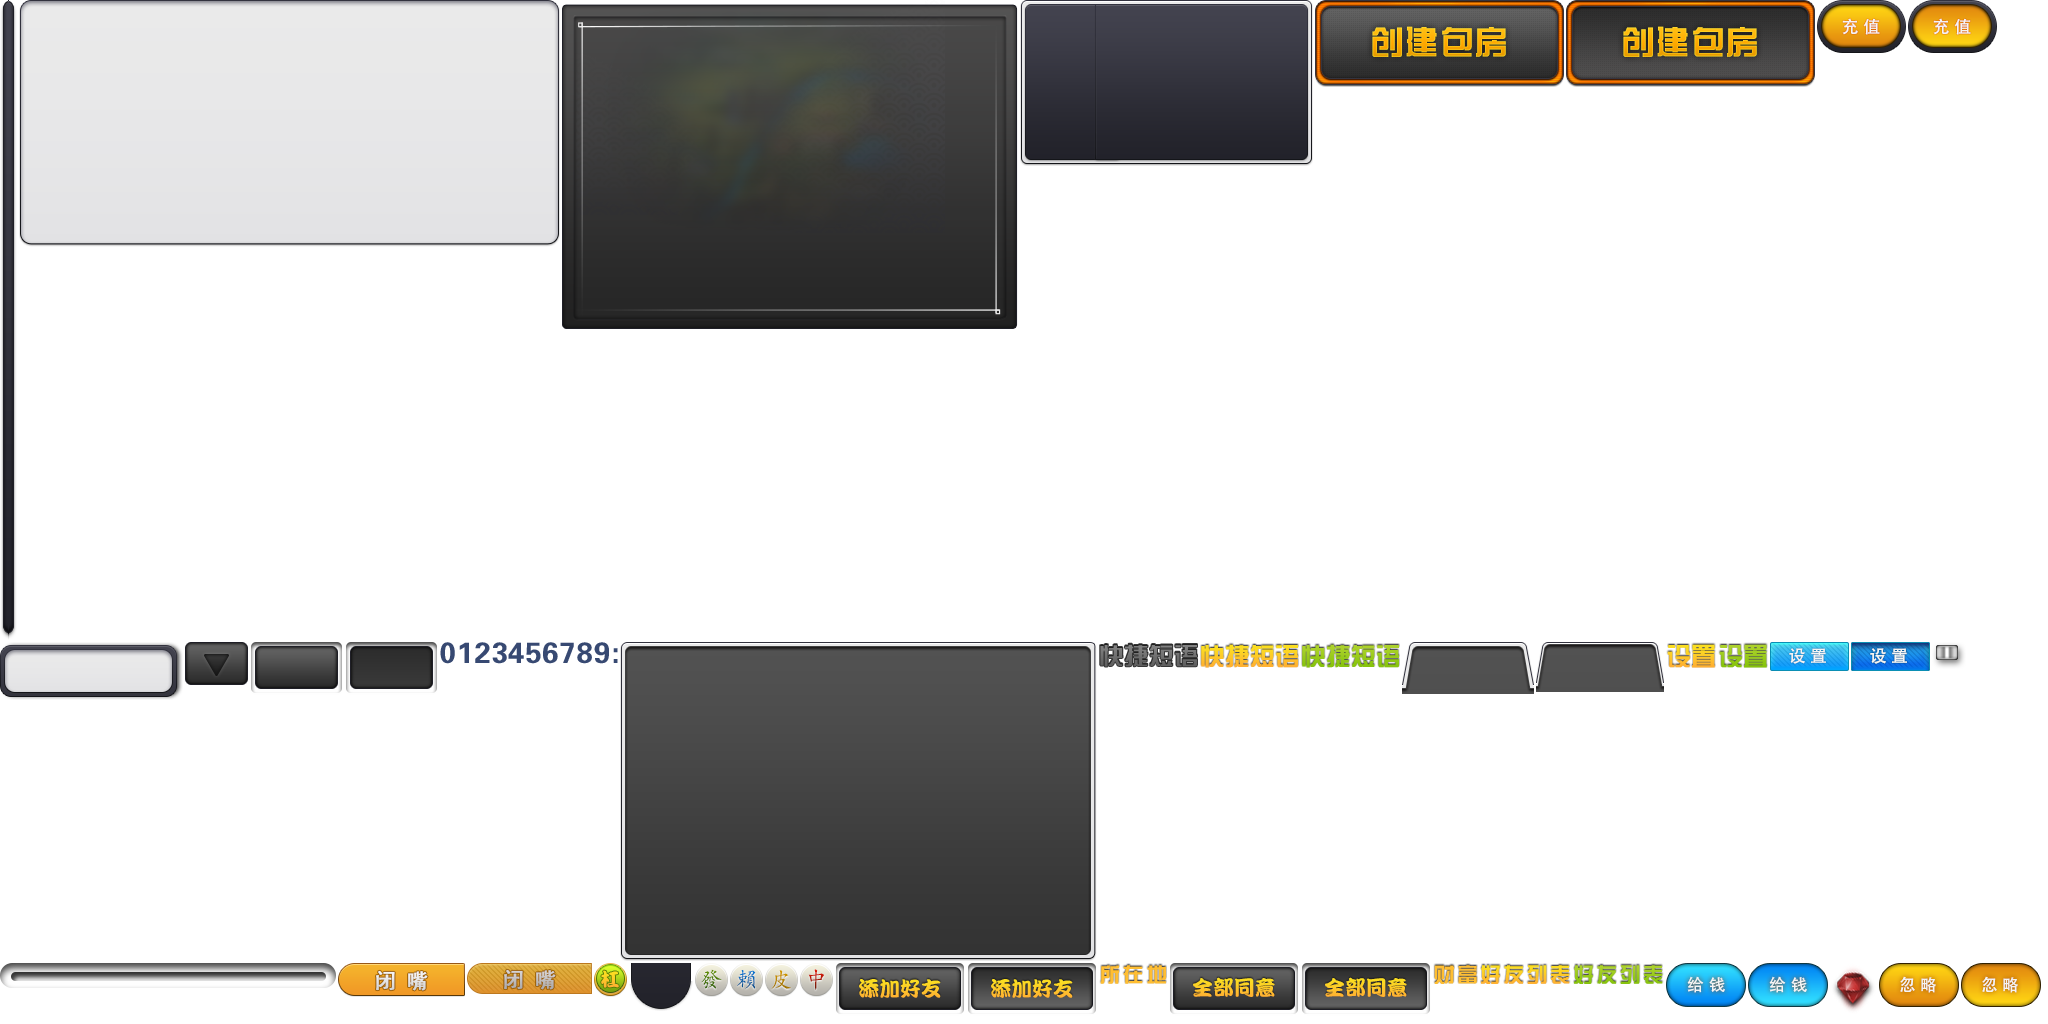 创建包房
创建包房
充值
充值
0123456789:
快捷短语
快捷短语
快捷短语
设置
设置
设置
设置
闭嘴
闭嘴
杠
發
賴
皮
中
添加好友
添加好友
所在地
全部同意
全部同意
财富
好友列表
好友列表
给钱
给钱
忽略
忽略